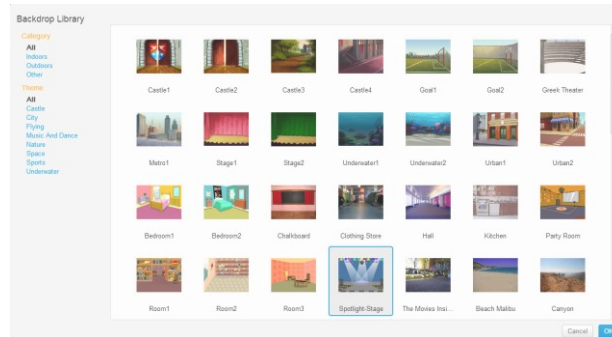 Backdrop Library
Category
All
Indoors
Outdoors
Other
Theme
All
Castle
City
Flying
Music And Dance
Nature
Space
Sports
Underwater
Castle1 Castle2 Castle3 Castle4 Goal1 Goal2 Greek Theater
Metro1 Stage1 Stage2 Underwater1 Underwater2 Urban1 Urban2
Bedroom1 Bedroom2 Chalkboard Clothing Store Hall Kitchen Party Room
Room1 Room2 Room3 Spotlight-Stage The Movies Insi... Beach Malibu Canyon
Cancel OK